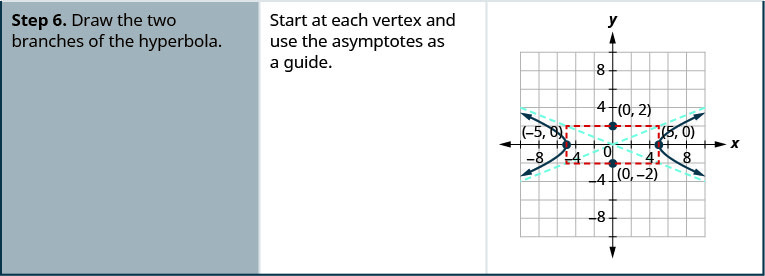 Step 6. Draw the two
branches of the hyperbola.
Start at each vertex and
use the asymptotes as
a guide.
y
8
4
(0, 2)
(–5, 0)
(5, 0)
x
0
–8
–4
4
8
–4
(0, –2)
–8